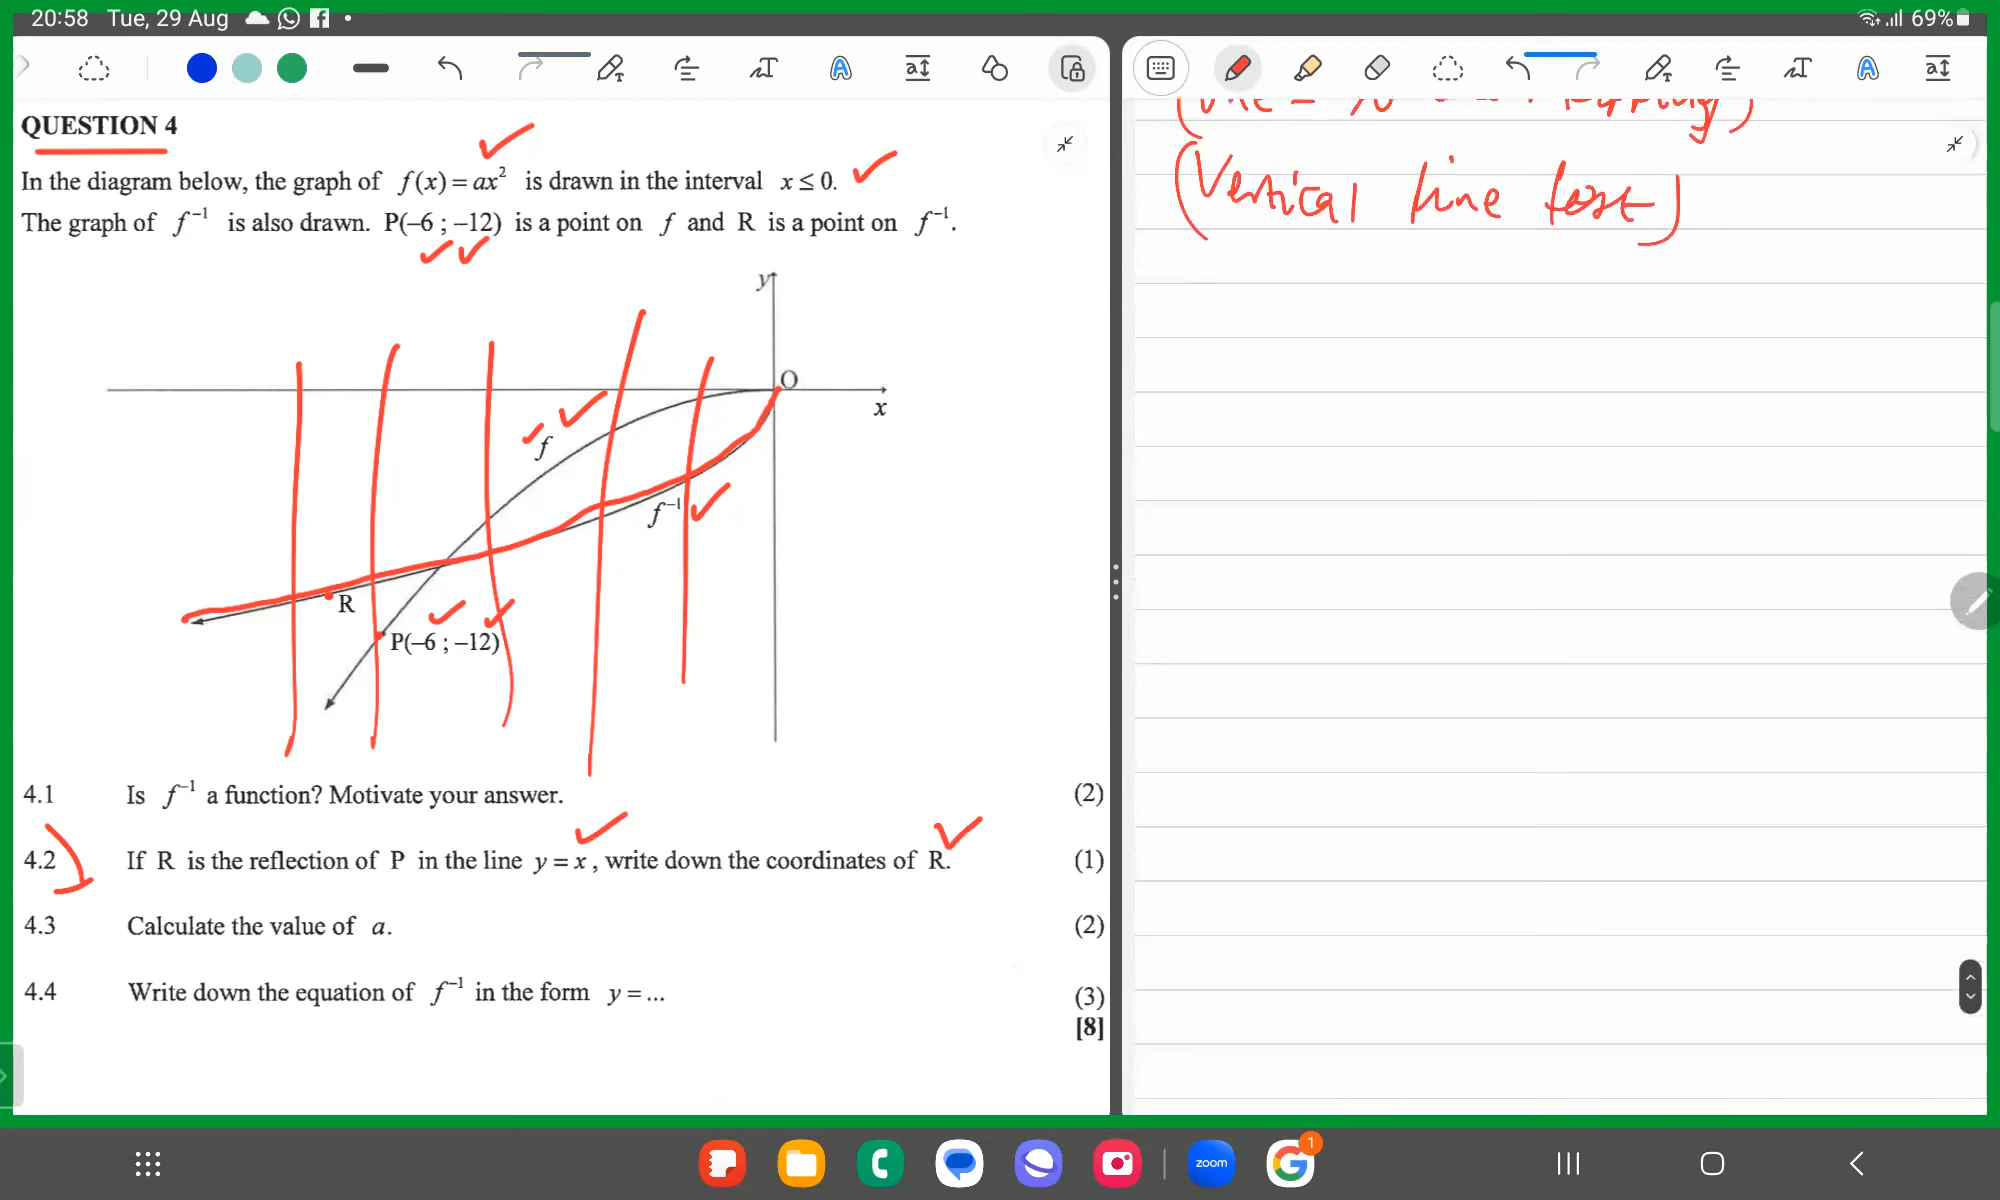 20:58 Tue, 29 Aug
69%
QUESTION 4
In the diagram below, the graph of f(x) = ax² is drawn in the interval x ≤ 0.
The graph of f⁻¹ is also drawn. P(–6 ; –12) is a point on f and R is a point on f⁻¹.
y
O
x
f
f⁻¹
R
P(–6 ; –12)
4.1 Is f⁻¹ a function? Motivate your answer. (2)
4.2 If R is the reflection of P in the line y = x , write down the coordinates of R. (1)
4.3 Calculate the value of a. (2)
4.4 Write down the equation of f⁻¹ in the form y = ... (3)
[8]
(Vertical line test)
zoom
1